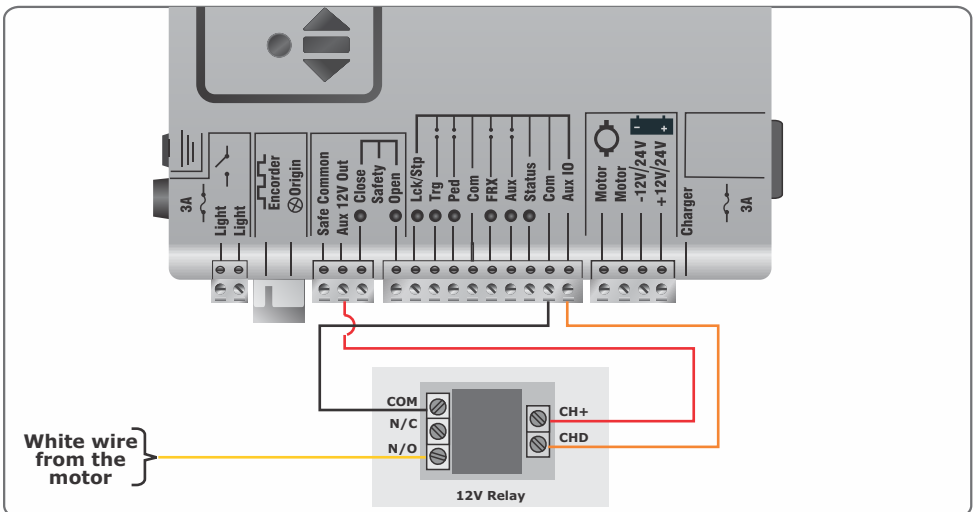 3A
Light
Light
Encorder
Origin
Safe Common
Aux 12V Out
Close
Safety
Open
Lck/Stp
Trg
Ped
Com
FRX
Aux
Status
Com
Aux IO
Motor
Motor
-12V/24V
+12V/24V
- +
Charger
3A
COM
N/C
N/O
CH+
CHD
12V Relay
White wire
from the
motor